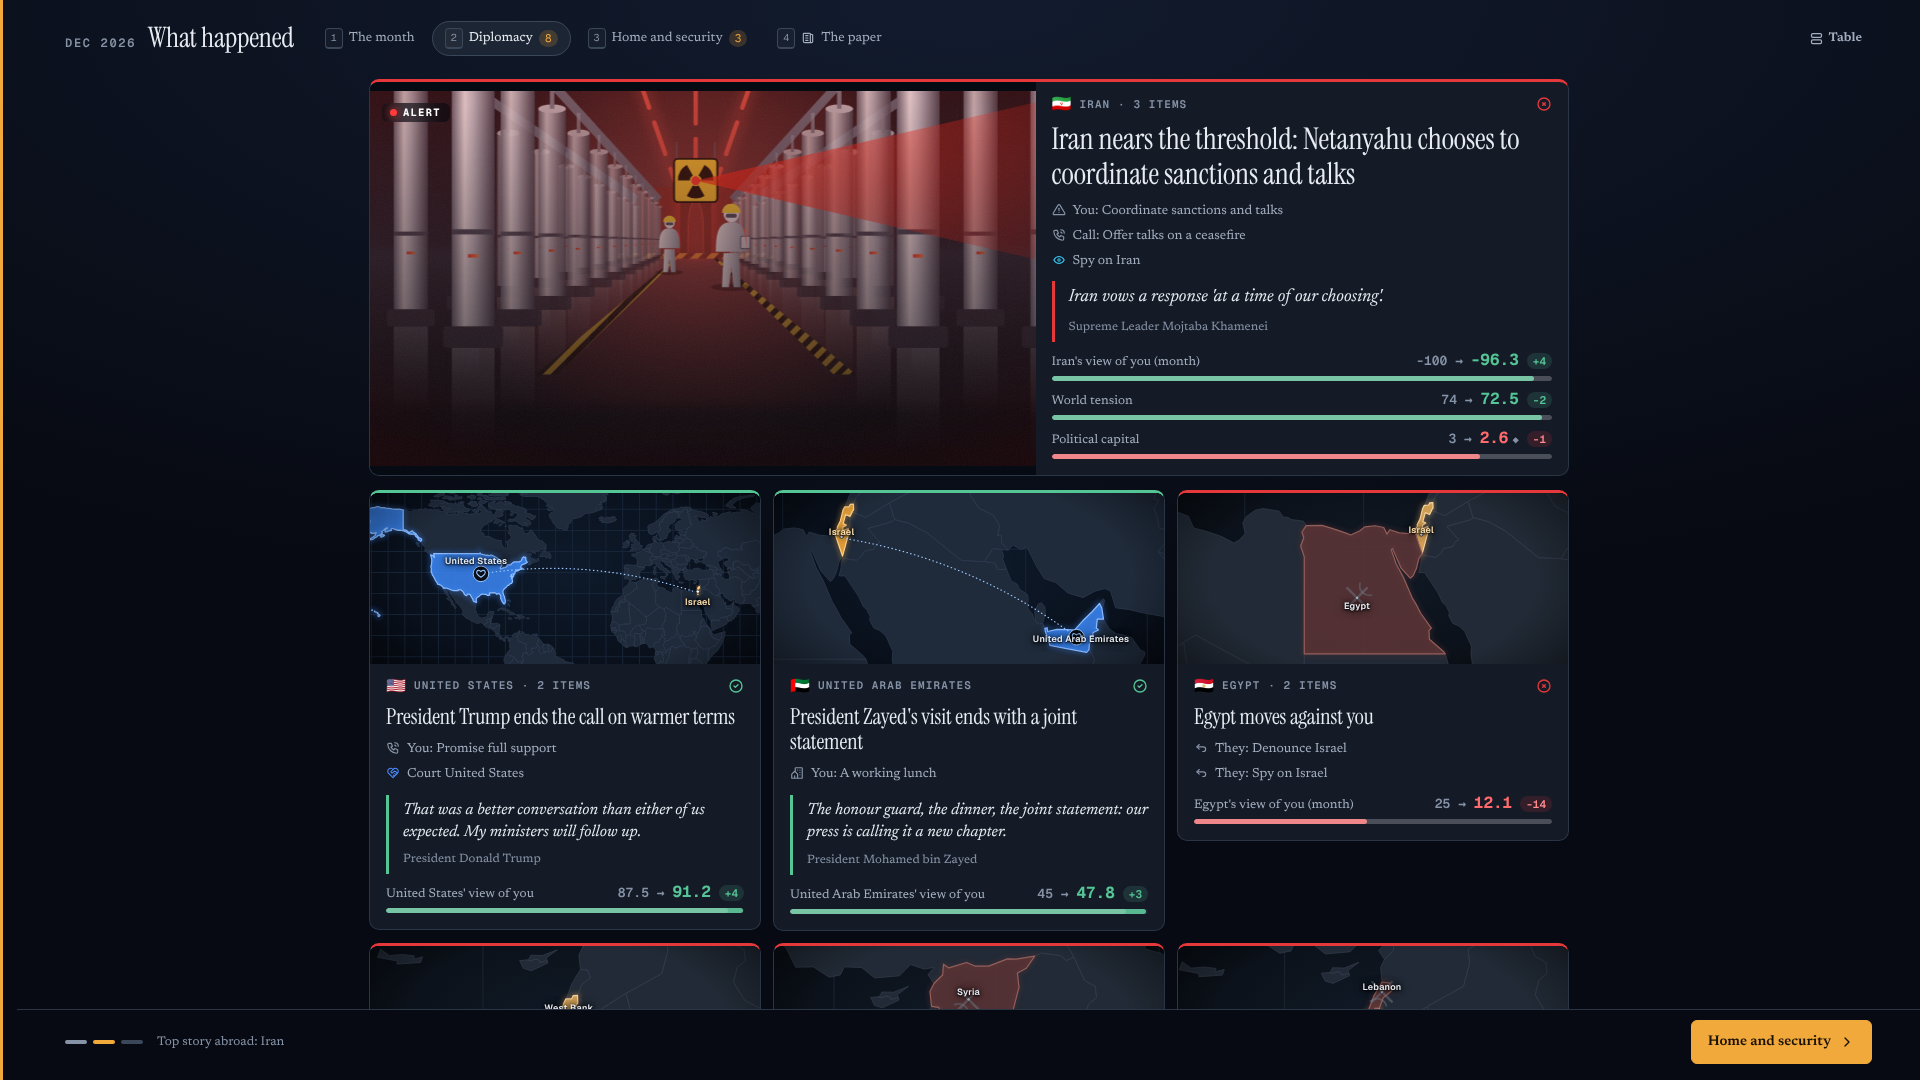 DEC 2026 What happened
1 The month
2 Diplomacy 8
3 Home and security 3
4 The paper
Table
ALERT
IRAN · 3 ITEMS
Iran nears the threshold: Netanyahu chooses to
coordinate sanctions and talks
You: Coordinate sanctions and talks
Call: Offer talks on a ceasefire
Spy on Iran
Iran vows a response 'at a time of our choosing'.
Supreme Leader Mojtaba Khamenei
Iran's view of you (month) -100 → -96.3 +4
World tension 74 → 72.5 -2
Political capital 3 → 2.6 ◆ -1
United States
Israel
UNITED STATES · 2 ITEMS
President Trump ends the call on warmer terms
You: Promise full support
Court United States
That was a better conversation than either of us
expected. My ministers will follow up.
President Donald Trump
United States' view of you 87.5 → 91.2 +4
Israel
United Arab Emirates
UNITED ARAB EMIRATES
President Zayed's visit ends with a joint
statement
You: A working lunch
The honour guard, the dinner, the joint statement: our
press is calling it a new chapter.
President Mohamed bin Zayed
United Arab Emirates' view of you 45 → 47.8 +3
Israel
Egypt
EGYPT · 2 ITEMS
Egypt moves against you
They: Denounce Israel
They: Spy on Israel
Egypt's view of you (month) 25 → 12.1 -14
West Bank
Syria
Lebanon
Top story abroad: Iran
Home and security